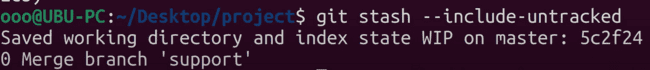 ooo@UBU-PC:~/Desktop/project$ git stash --include-untracked
Saved working directory and index state WIP on master: 5c2f24
0 Merge branch 'support'